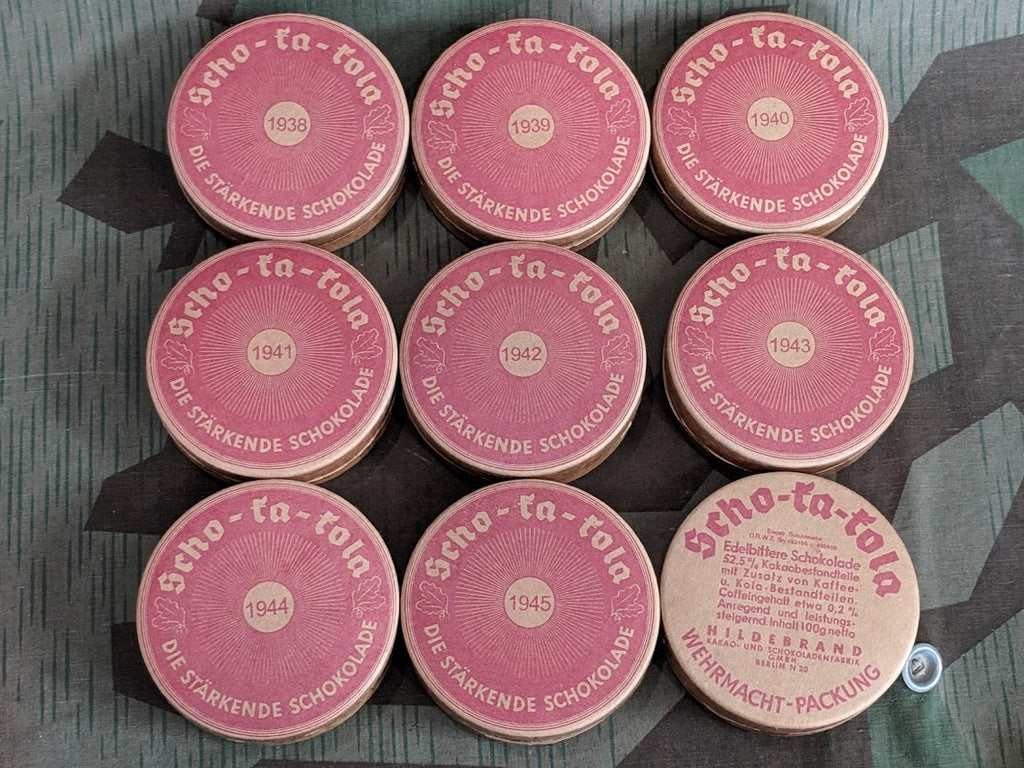 Scho-ka-kola
1938
DIE STÄRKENDE SCHOKOLADE
Scho-ka-kola
1939
DIE STÄRKENDE SCHOKOLADE
Scho-ka-kola
1940
DIE STÄRKENDE SCHOKOLADE
Scho-ka-kola
1941
DIE STÄRKENDE SCHOKOLADE
Scho-ka-kola
1942
DIE STÄRKENDE SCHOKOLADE
Scho-ka-kola
1943
DIE STÄRKENDE SCHOKOLADE
Scho-ka-kola
1944
DIE STÄRKENDE SCHOKOLADE
Scho-ka-kola
1945
DIE STÄRKENDE SCHOKOLADE
Scho-ka-kola
Edelbittere Schokolade
52,5% Kakaobestandteile
mit Zusatz von Kaffee-
u. Kola-Bestandteilen,
Coffeingehalt etwa 0,2%
Anregend und leistungs-
steigernd. Inhalt 100g netto
HILDEBRAND
KAKAO- UND SCHOKOLADENFABRIK
GMBH
BERLIN N 20
WEHRMACHT-PACKUNG